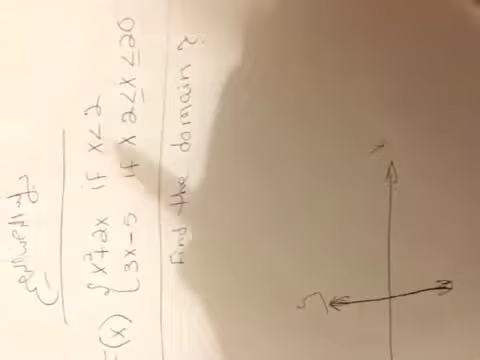 F(x) { x²+2x if x<2
3x-5 if x 2≤x≤20
Find the domain?
x
y